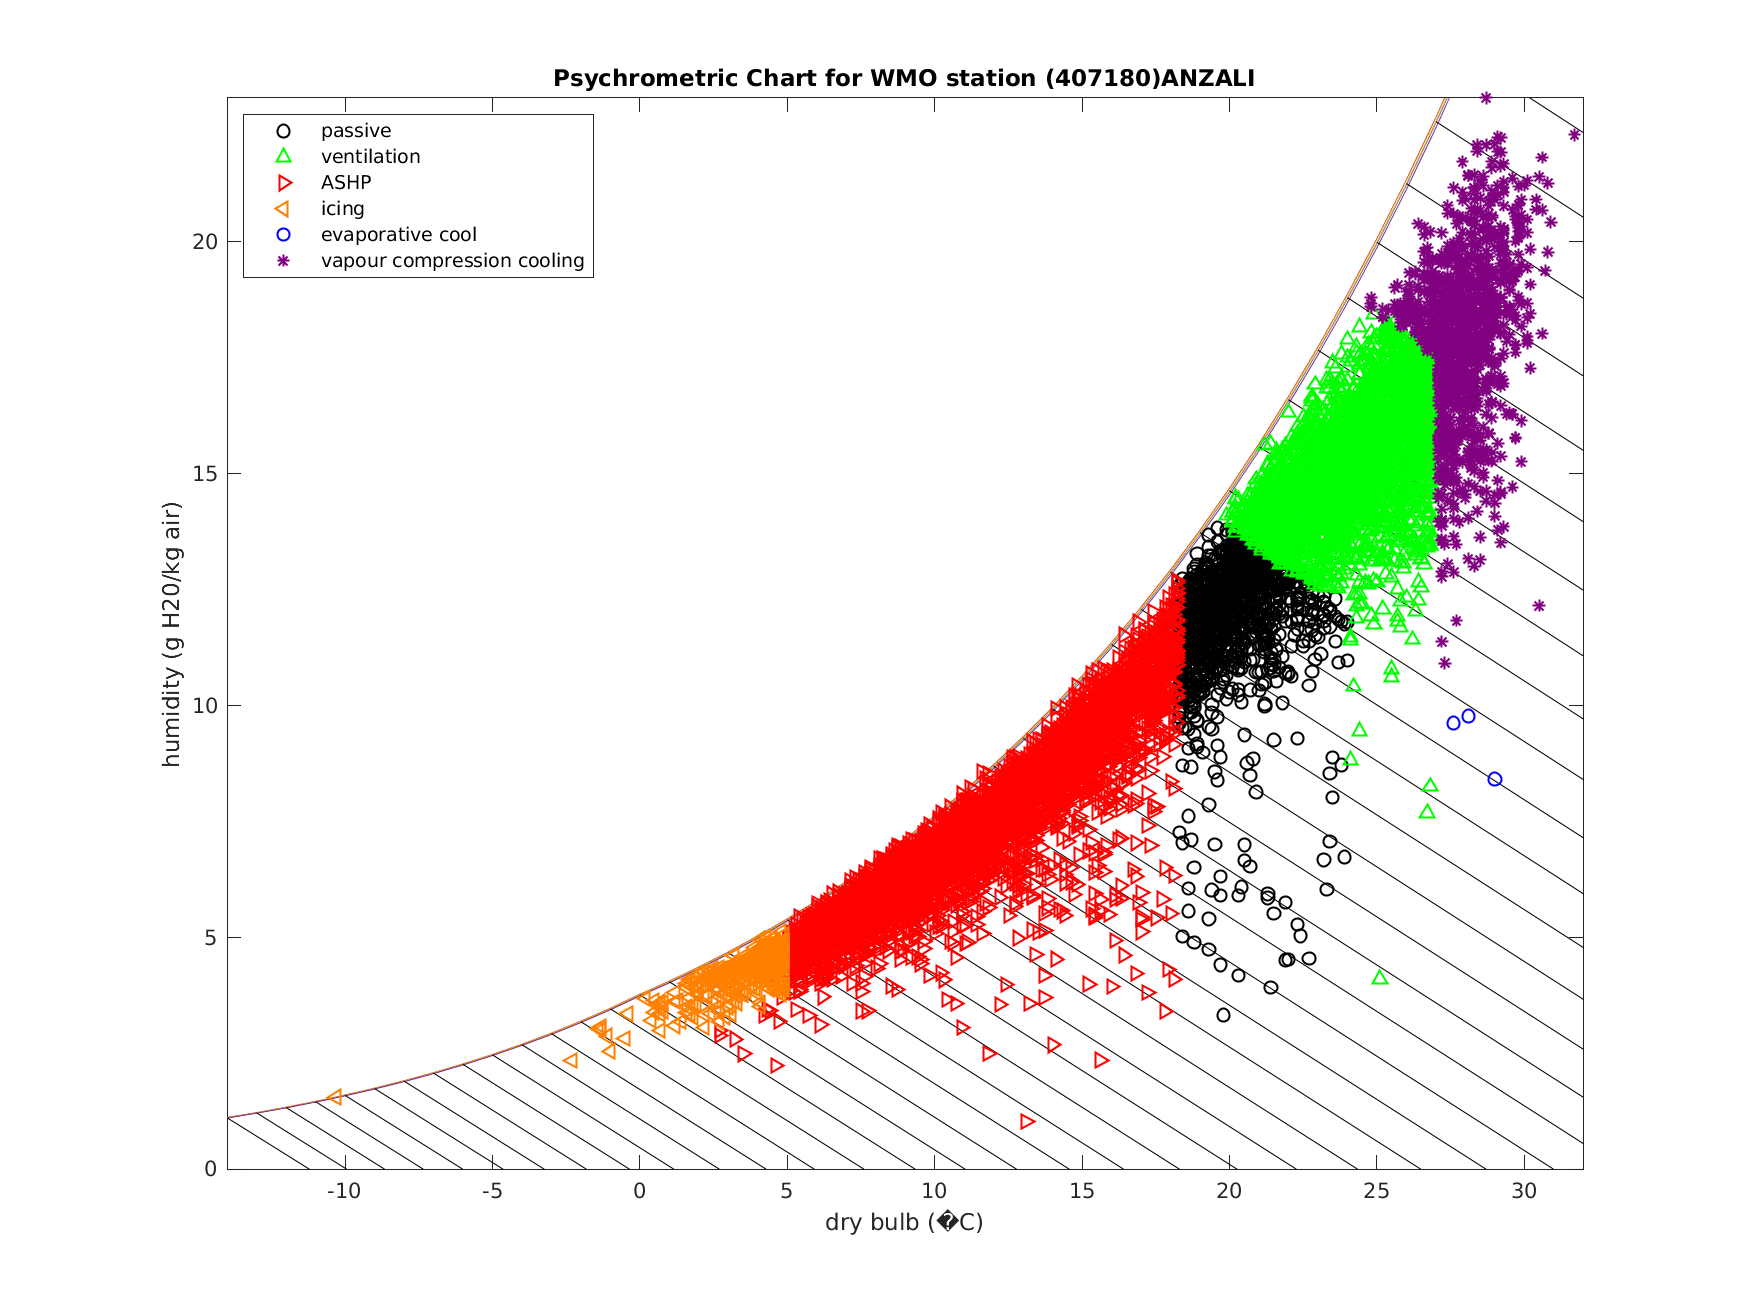 Psychrometric Chart for WMO station (407180)ANZALI
passive
ventilation
ASHP
icing
evaporative cool
vapour compression cooling
humidity (g H20/kg air)
20
15
10
5
0
-10 -5 0 5 10 15 20 25 30
dry bulb (�C)